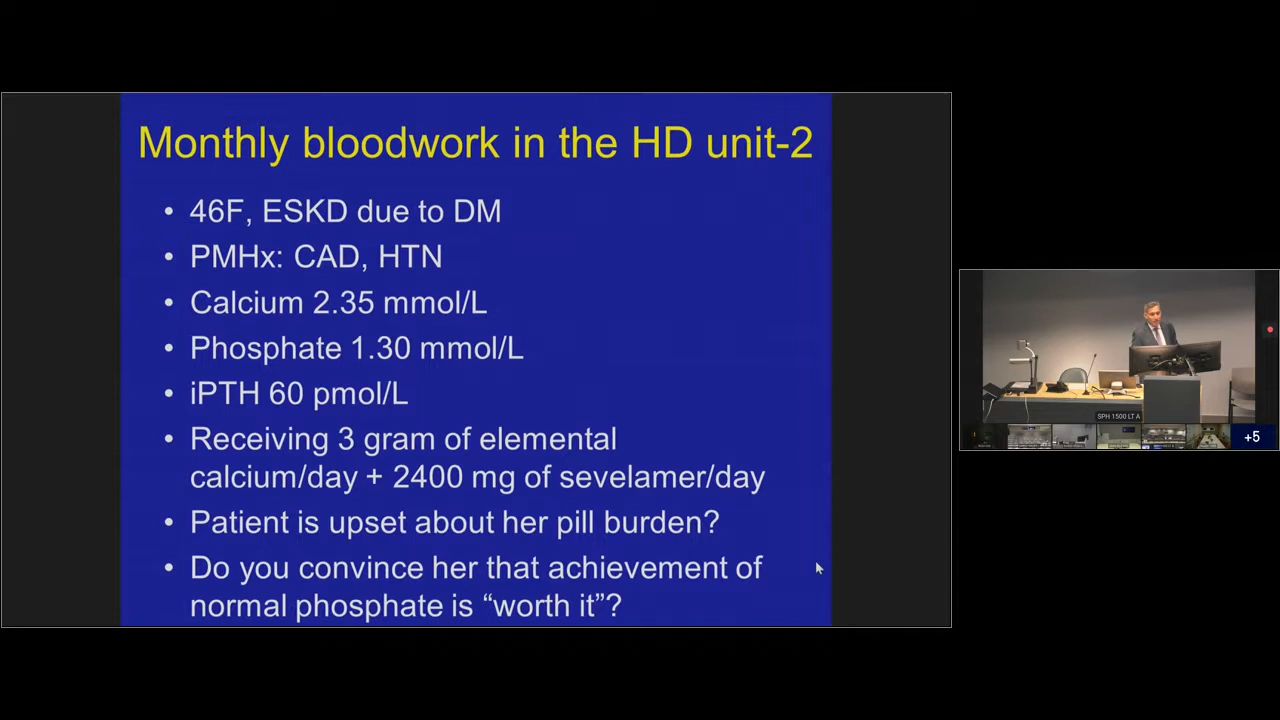 Monthly bloodwork in the HD unit-2
• 46F, ESKD due to DM
• PMHx: CAD, HTN
• Calcium 2.35 mmol/L
• Phosphate 1.30 mmol/L
• iPTH 60 pmol/L
• Receiving 3 gram of elemental
calcium/day + 2400 mg of sevelamer/day
• Patient is upset about her pill burden?
• Do you convince her that achievement of
normal phosphate is “worth it”?
SPH 1500 LT A
+5